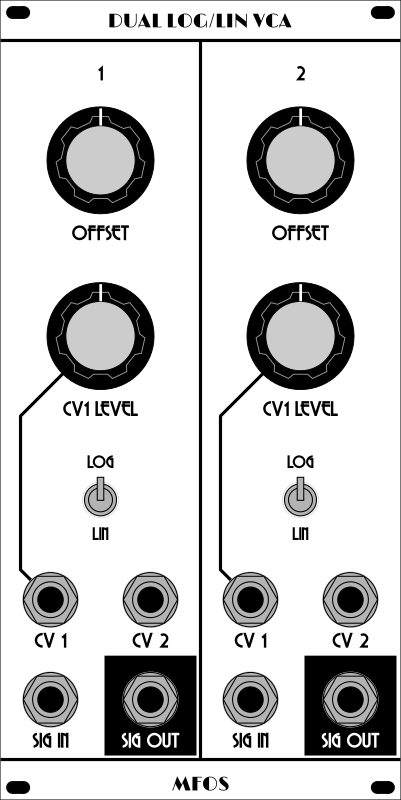 DUAL LOG/LIN VCA
1
2
OFFSET
OFFSET
CV1 LEVEL
CV1 LEVEL
LOG
LOG
LIN
LIN
CV 1
CV 2
CV 1
CV 2
SIG IN
SIG OUT
SIG IN
SIG OUT
MFOS